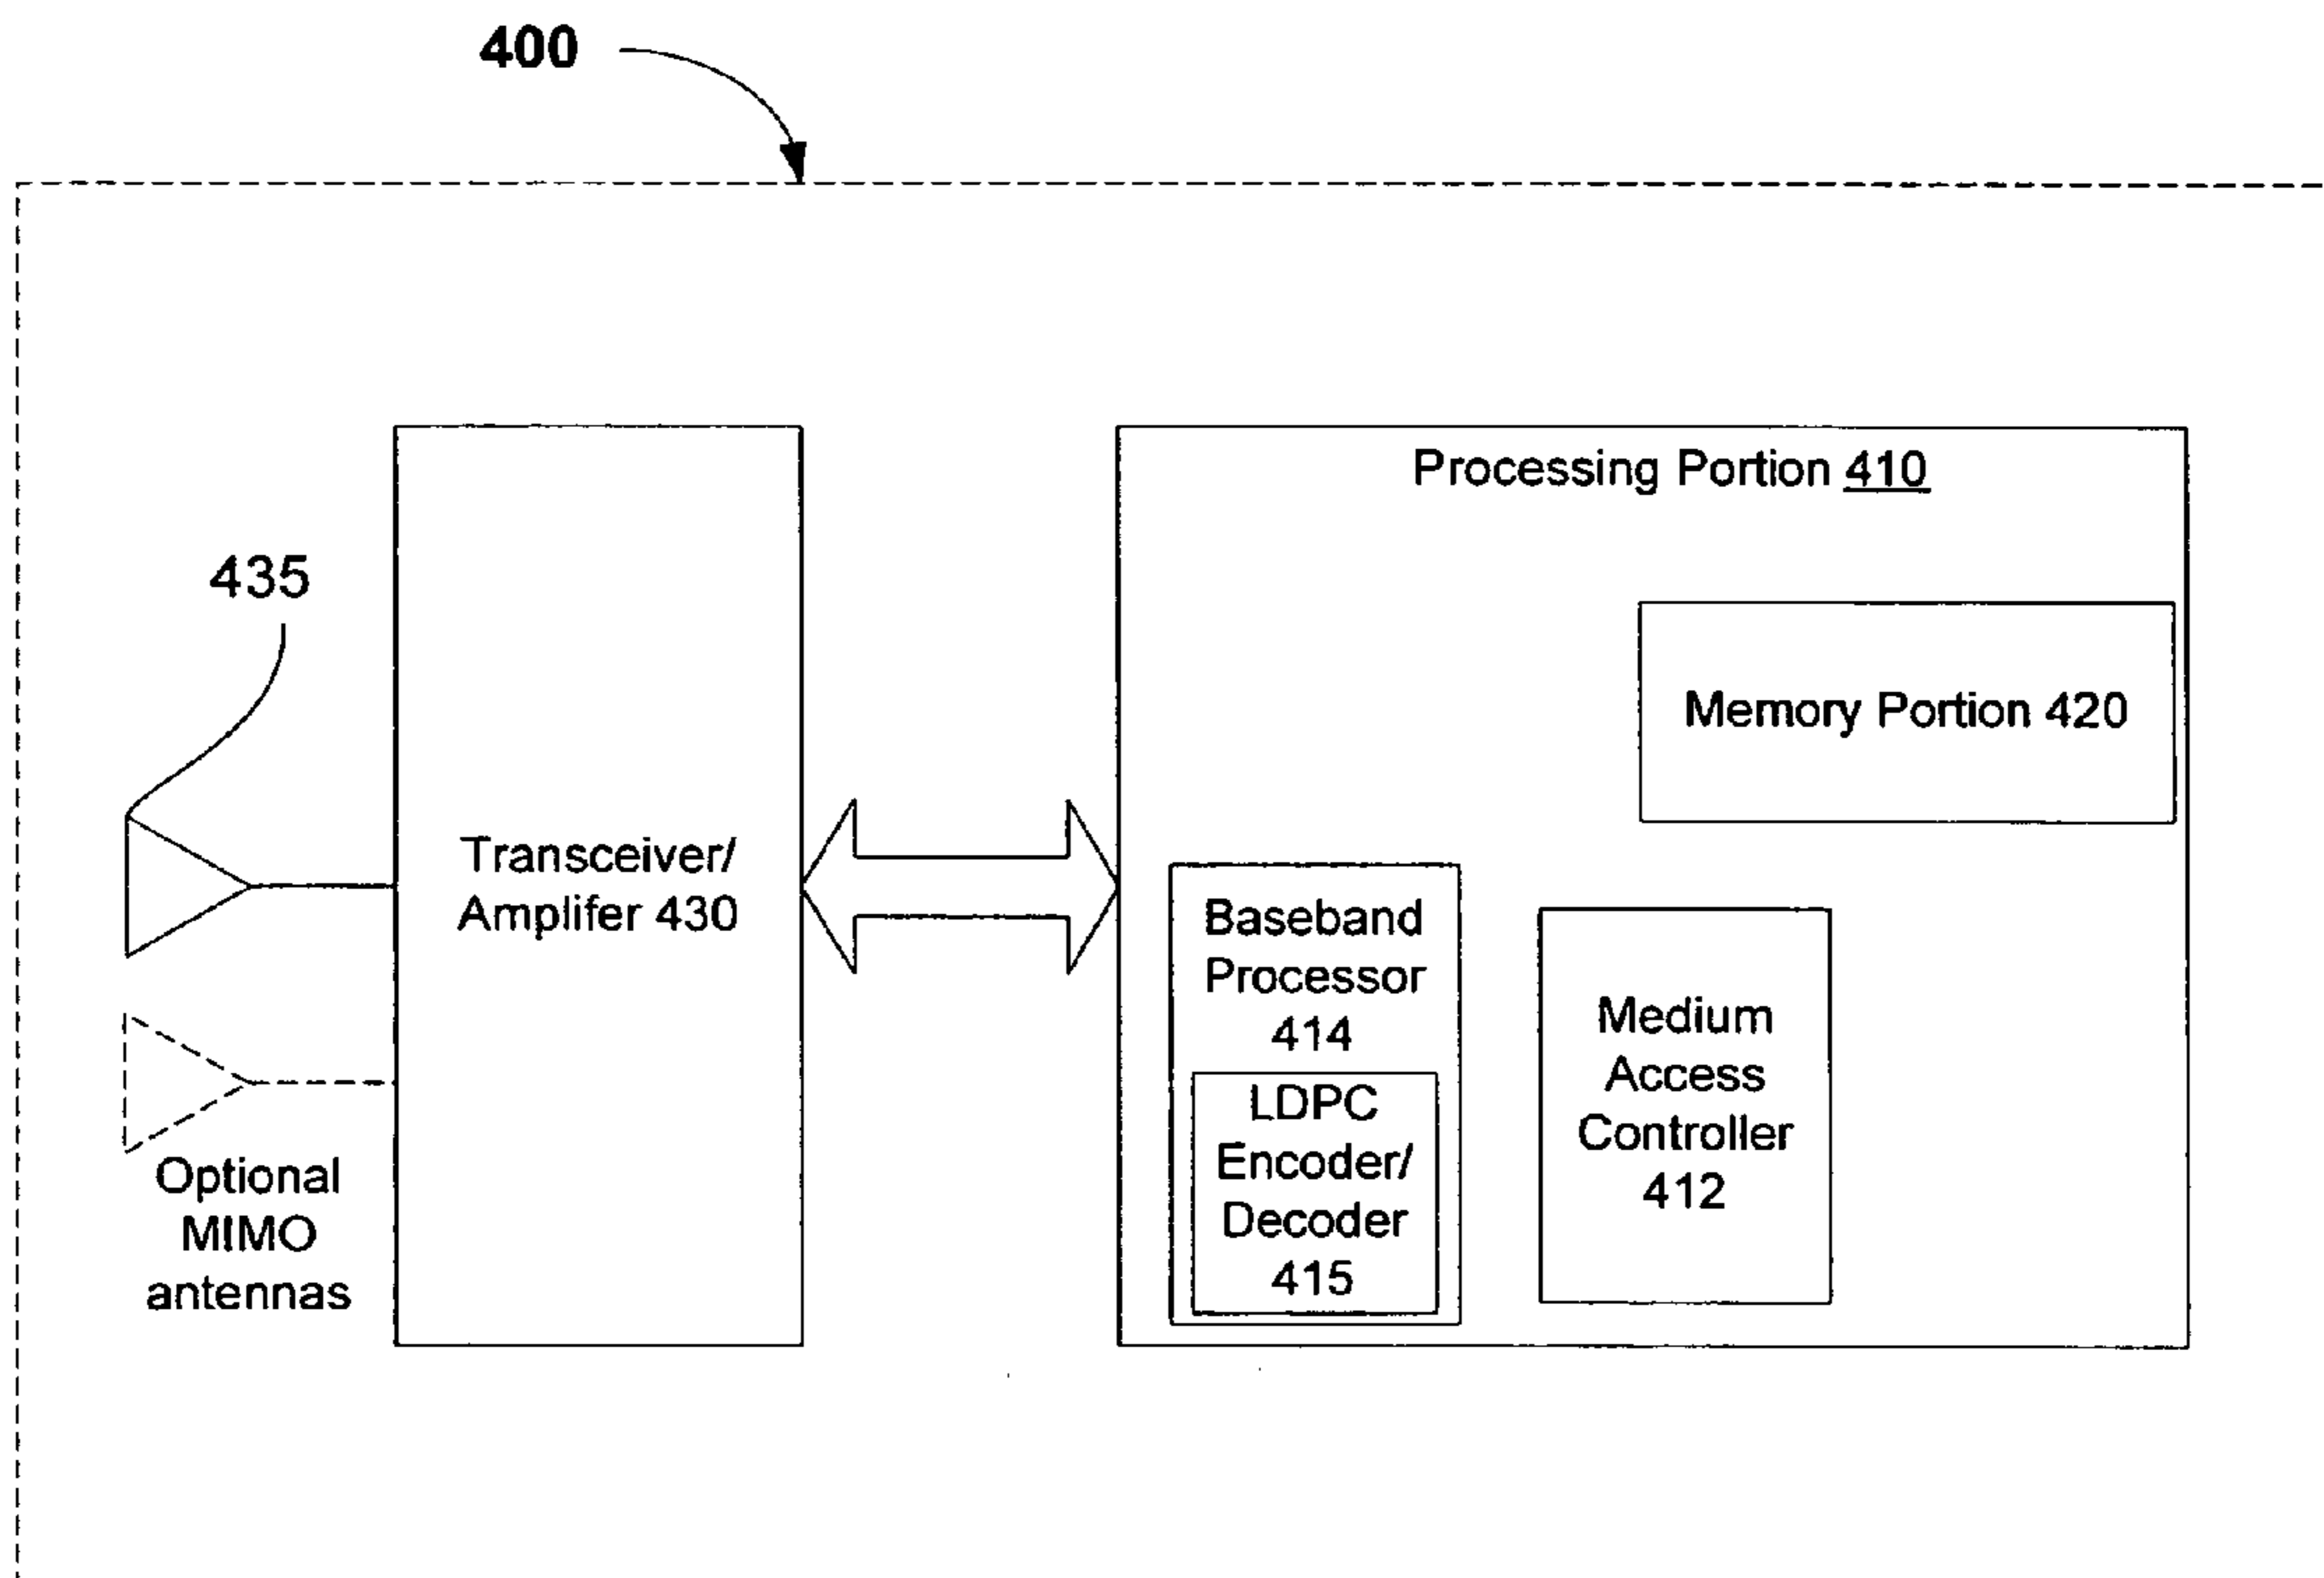 400
Processing Portion 410
435
Memory Portion 420
Transceiver/
Amplifer 430
Baseband
Processor
414
LDPC
Encoder/
Decoder
415
Medium
Access
Controller
412
Optional
MIMO
antennas